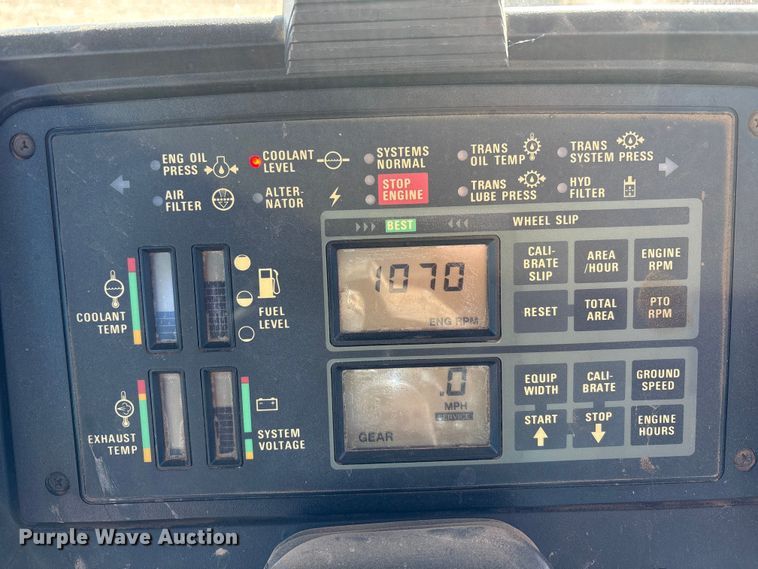 ENG OIL
PRESS
COOLANT
LEVEL
SYSTEMS
NORMAL
TRANS
OIL TEMP
TRANS
SYSTEM PRESS
AIR
FILTER
ALTER-
NATOR
STOP
ENGINE
TRANS
LUBE PRESS
HYD
FILTER
BEST
WHEEL SLIP
COOLANT
TEMP
FUEL
LEVEL
1070
ENG RPM
CALI-
BRATE
SLIP
AREA
/HOUR
ENGINE
RPM
RESET
TOTAL
AREA
PTO
RPM
EXHAUST
TEMP
SYSTEM
VOLTAGE
.0
MPH
SERVICE
GEAR
EQUIP
WIDTH
CALI-
BRATE
GROUND
SPEED
START
STOP
ENGINE
HOURS
Purple Wave Auction